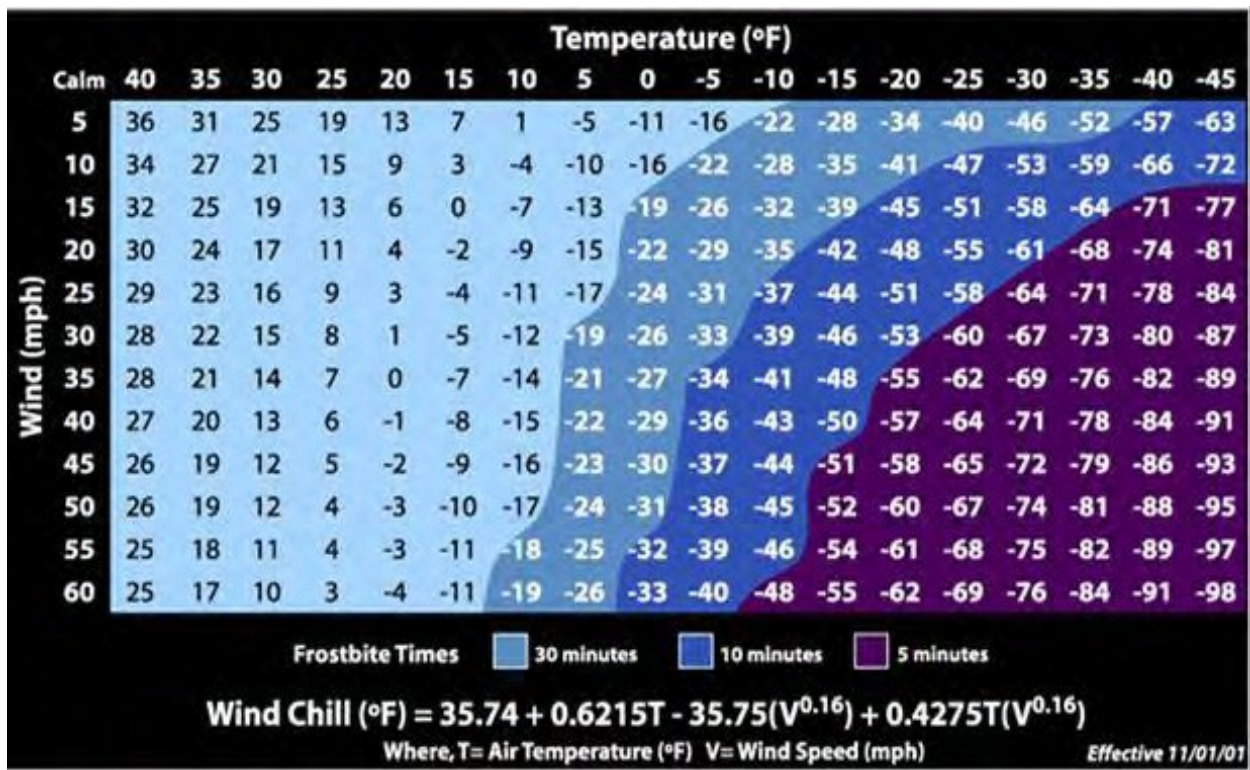 Temperature (ºF)
Calm 40 35 30 25 20 15 10 5 0 -5 -10 -15 -20 -25 -30 -35 -40 -45
5 36 31 25 19 13 7 1 -5 -11 -16 -22 -28 -34 -40 -46 -52 -57 -63
10 34 27 21 15 9 3 -4 -10 -16 -22 -28 -35 -41 -47 -53 -59 -66 -72
15 32 25 19 13 6 0 -7 -13 -19 -26 -32 -39 -45 -51 -58 -64 -71 -77
20 30 24 17 11 4 -2 -9 -15 -22 -29 -35 -42 -48 -55 -61 -68 -74 -81
25 29 23 16 9 3 -4 -11 -17 -24 -31 -37 -44 -51 -58 -64 -71 -78 -84
30 28 22 15 8 1 -5 -12 -19 -26 -33 -39 -46 -53 -60 -67 -73 -80 -87
35 28 21 14 7 0 -7 -14 -21 -27 -34 -41 -48 -55 -62 -69 -76 -82 -89
40 27 20 13 6 -1 -8 -15 -22 -29 -36 -43 -50 -57 -64 -71 -78 -84 -91
45 26 19 12 5 -2 -9 -16 -23 -30 -37 -44 -51 -58 -65 -72 -79 -86 -93
50 26 19 12 4 -3 -10 -17 -24 -31 -38 -45 -52 -60 -67 -74 -81 -88 -95
55 25 18 11 4 -3 -11 -18 -25 -32 -39 -46 -54 -61 -68 -75 -82 -89 -97
60 25 17 10 3 -4 -11 -19 -26 -33 -40 -48 -55 -62 -69 -76 -84 -91 -98
Wind (mph)
Frostbite Times 30 minutes 10 minutes 5 minutes
Wind Chill (ºF) = 35.74 + 0.6215T - 35.75(V^0.16) + 0.4275T(V^0.16)
Where, T= Air Temperature (ºF) V= Wind Speed (mph) Effective 11/01/01